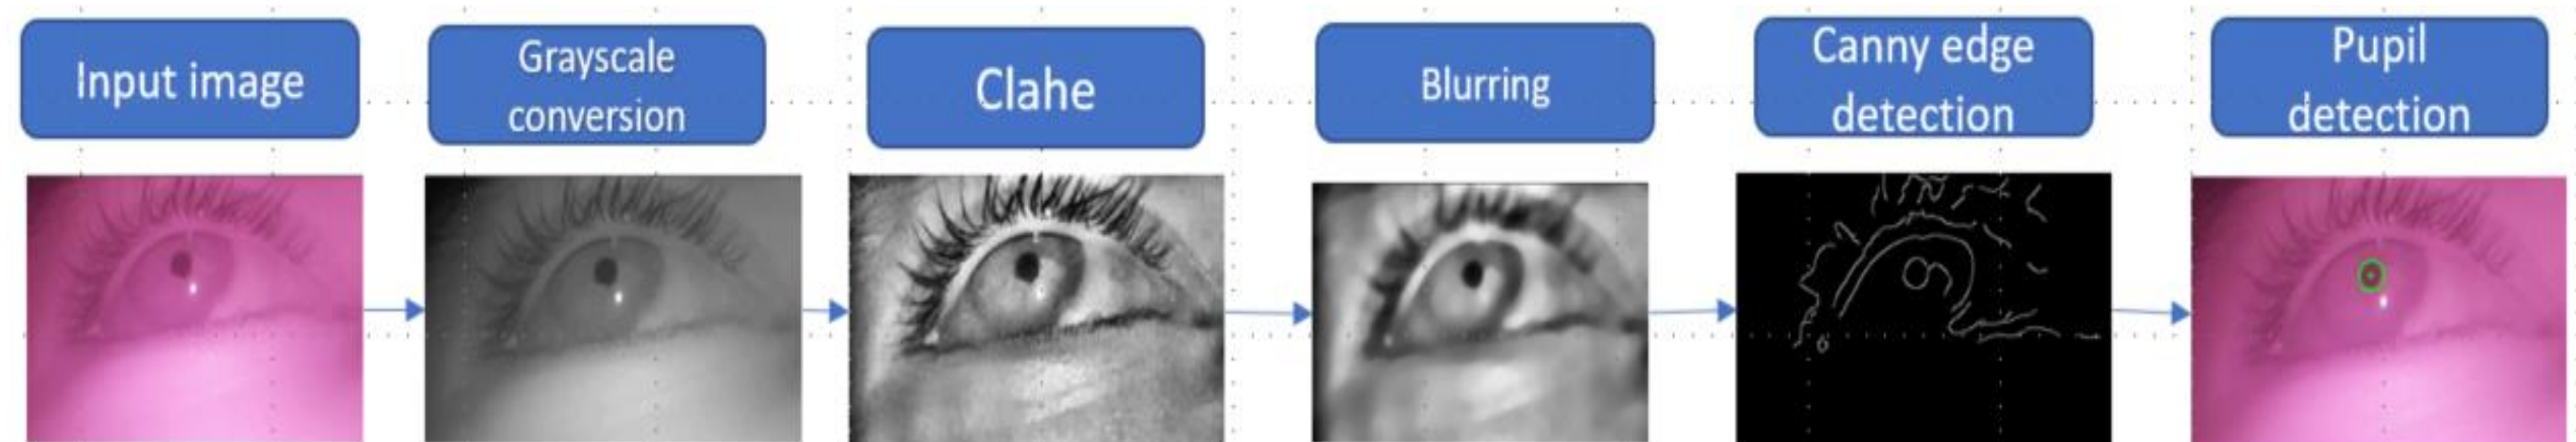 Input image
Grayscale
conversion
Clahe
Blurring
Canny edge
detection
Pupil
detection